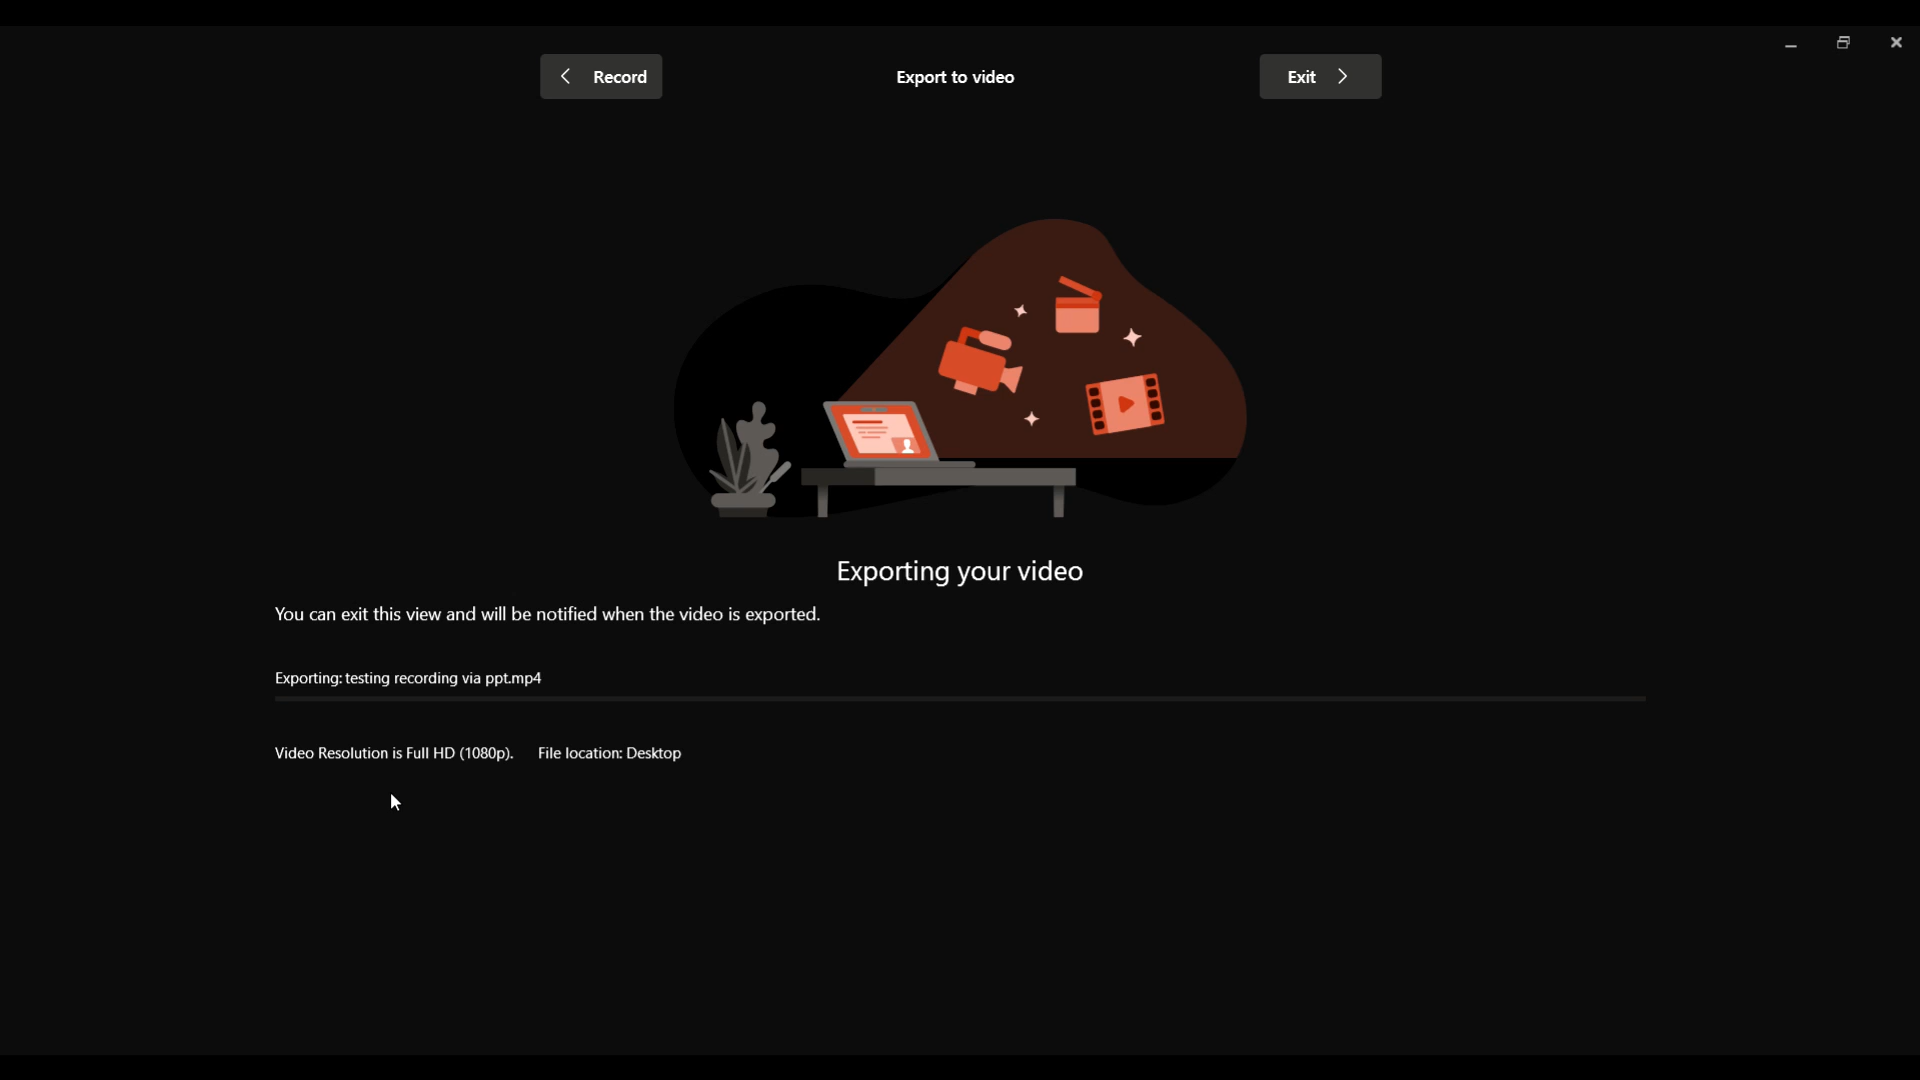 Record
Export to video
Exit
Exporting your video
You can exit this view and will be notified when the video is exported.
Exporting: testing recording via ppt.mp4
Video Resolution is Full HD (1080p). File location: Desktop